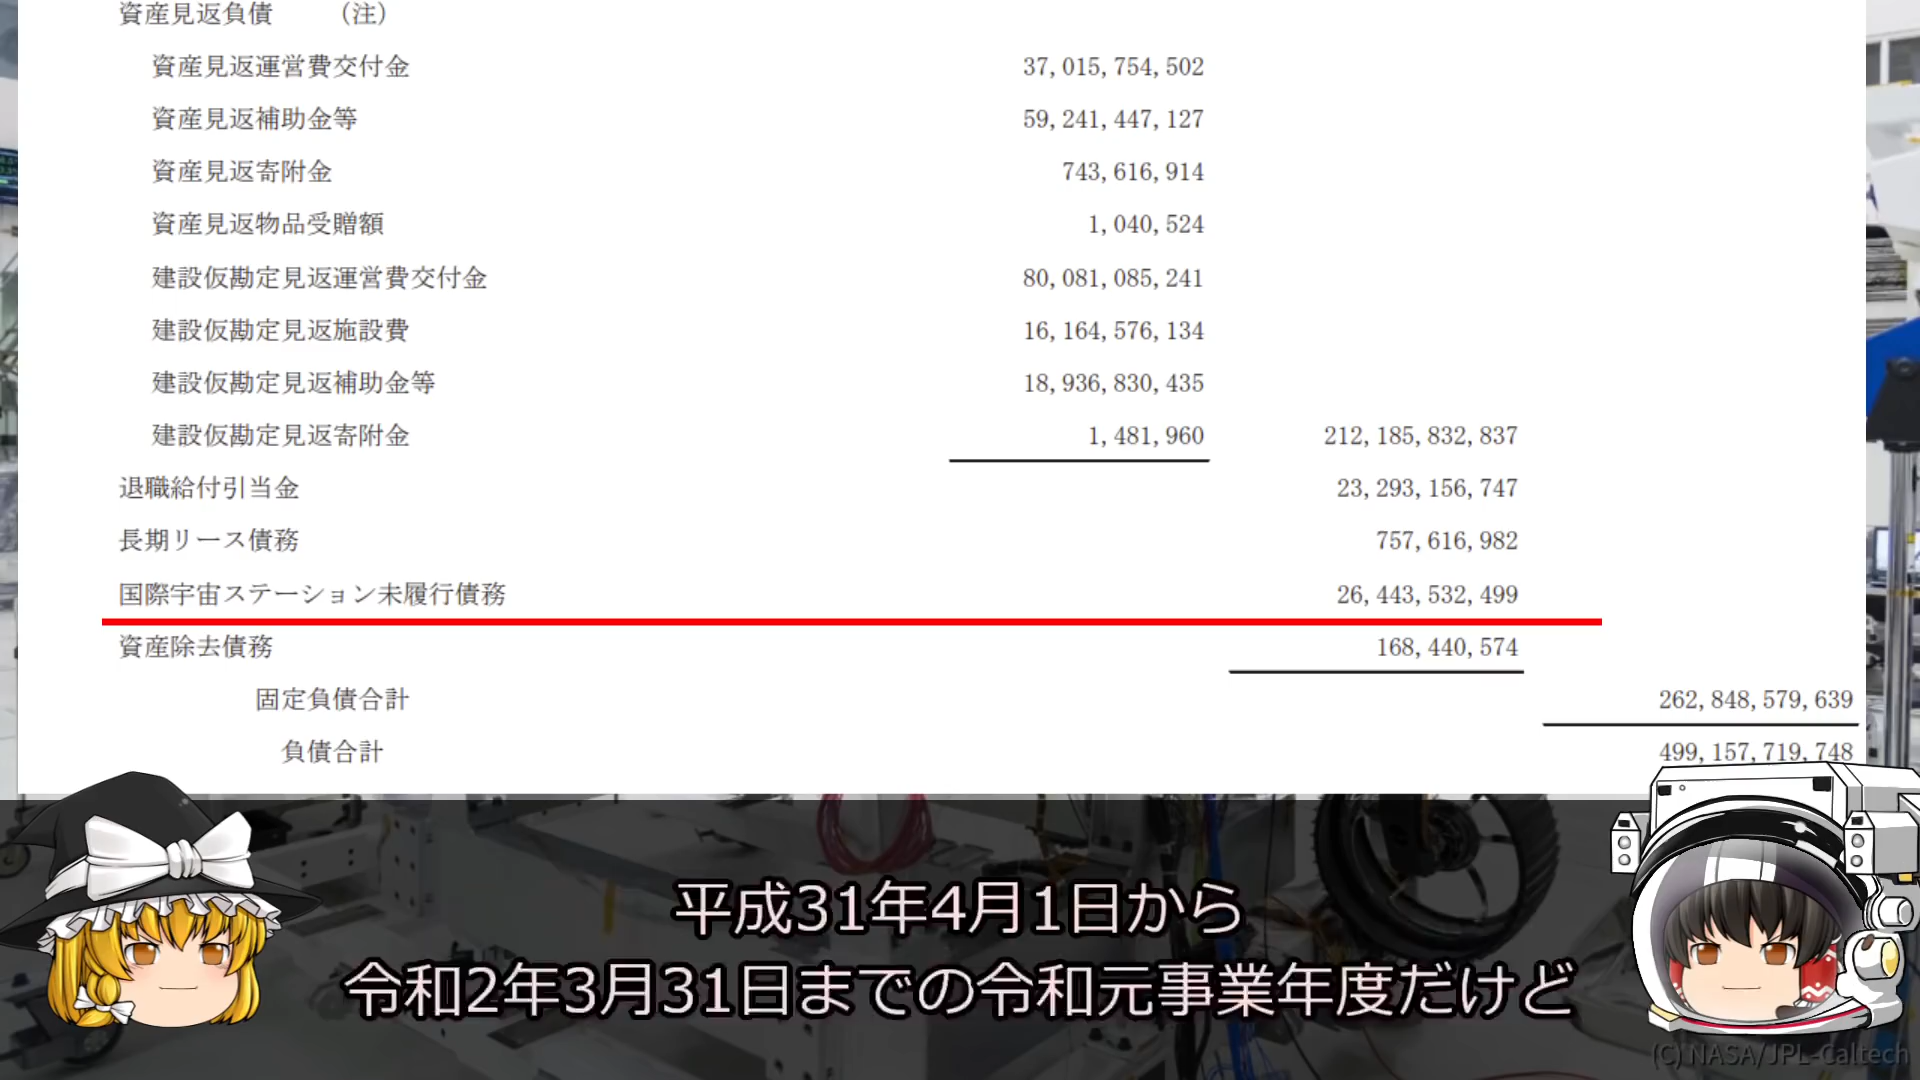 資産見返負債 (注)
資産見返運営費交付金 37,015,754,502
資産見返補助金等 59,241,447,127
資産見返寄附金 743,616,914
資産見返物品受贈額 1,040,524
建設仮勘定見返運営費交付金 80,081,085,241
建設仮勘定見返施設費 16,164,576,134
建設仮勘定見返補助金等 18,936,830,435
建設仮勘定見返寄附金 1,481,960 212,185,832,837
退職給付引当金 23,293,156,747
長期リース債務 757,616,982
国際宇宙ステーション未履行債務 26,443,532,499
資産除去債務 168,440,574
固定負債合計 262,848,579,639
負債合計 499,157,719,748
平成31年4月1日から
令和2年3月31日までの令和元事業年度だけど
(C)NASA/JPL-Caltech